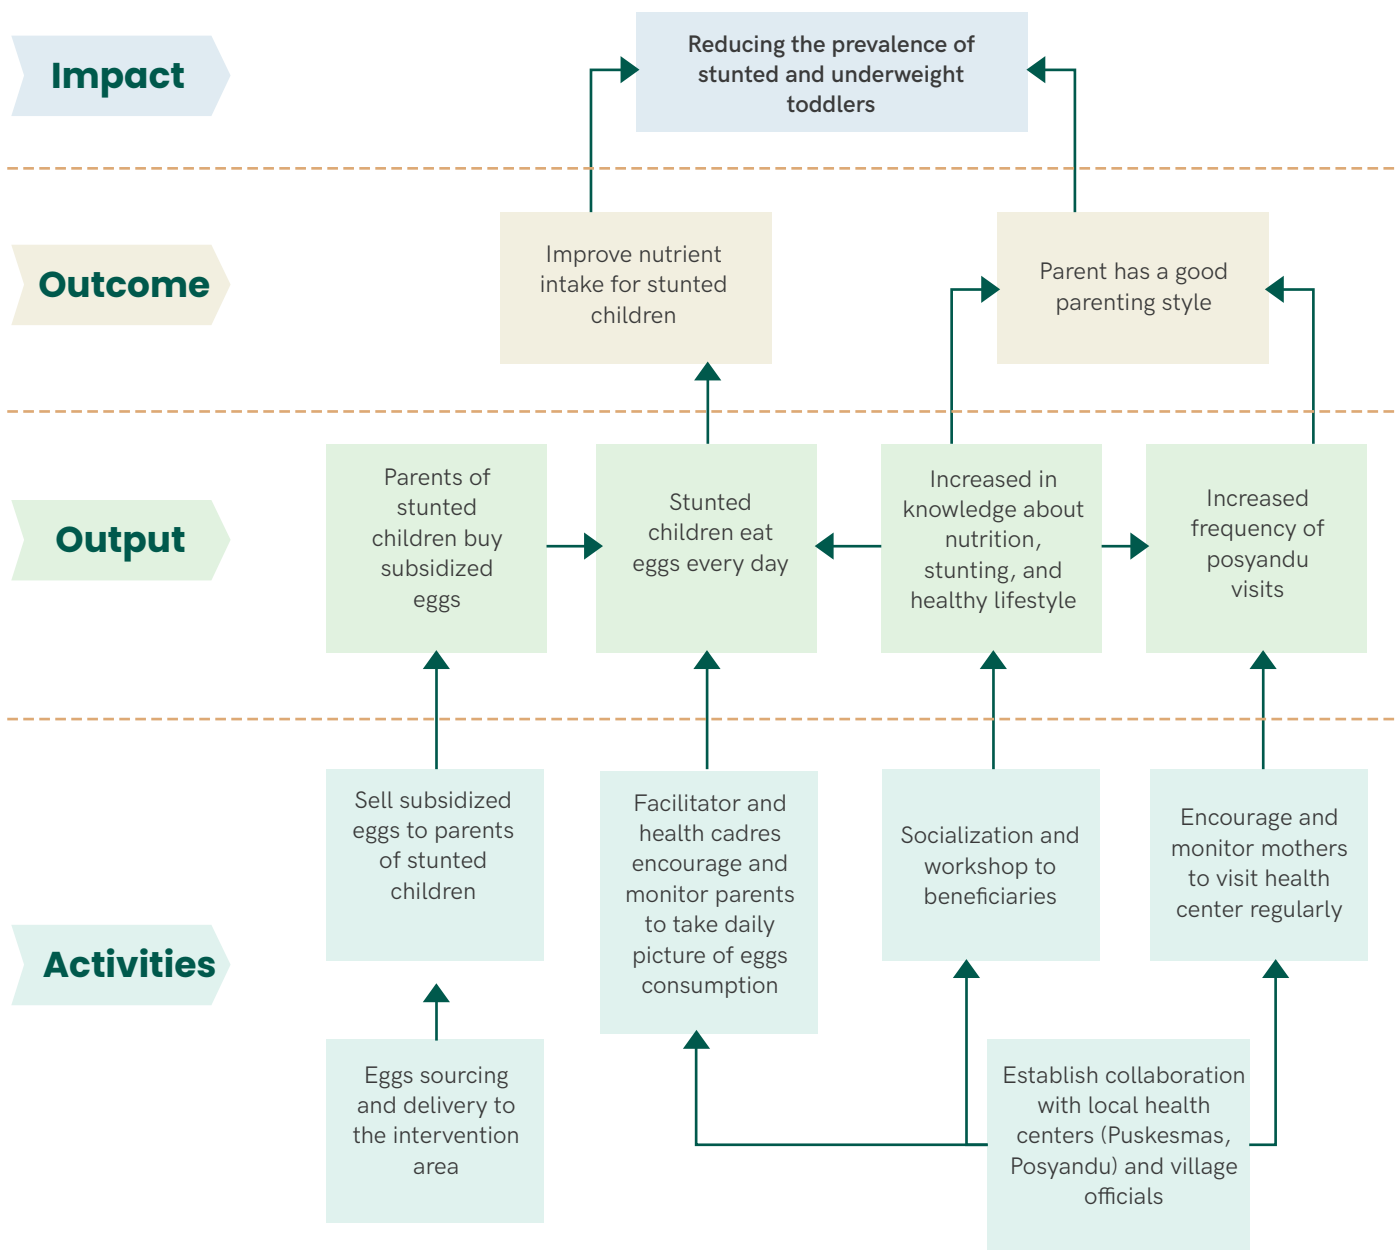 Impact
Reducing the prevalence of
stunted and underweight
toddlers
Outcome
Improve nutrient
intake for stunted
children
Parent has a good
parenting style
Output
Parents of
stunted
children buy
subsidized
eggs
Stunted
children eat
eggs every day
Increased in
knowledge about
nutrition,
stunting, and
healthy lifestyle
Increased
frequency of
posyandu
visits
Activities
Sell subsidized
eggs to parents
of stunted
children
Facilitator and
health cadres
encourage and
monitor parents
to take daily
picture of eggs
consumption
Socialization and
workshop to
beneficiaries
Encourage and
monitor mothers
to visit health
center regularly
Eggs sourcing
and delivery to
the intervention
area
Establish collaboration
with local health
centers (Puskesmas,
Posyandu) and village
officials